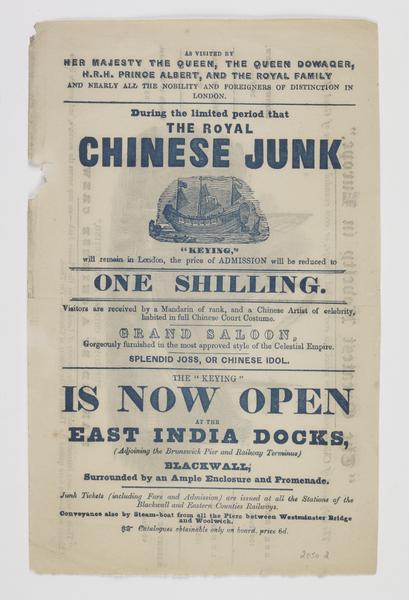 AS VISITED BY
HER MAJESTY THE QUEEN, THE QUEEN DOWAGER,
H.R.H. PRINCE ALBERT, AND THE ROYAL FAMILY
AND NEARLY ALL THE NOBILITY AND FOREIGNERS OF DISTINCTION IN
LONDON.
During the limited period that
THE ROYAL
CHINESE JUNK
"KEYING,"
will remain in London, the price of ADMISSION will be reduced to
ONE SHILLING.
Visitors are received by a Mandarin of rank, and a Chinese Artist of celebrity,
habited in full Chinese Court Costume.
GRAND SALOON,
Gorgeously furnished in the most approved style of the Celestial Empire.
SPLENDID JOSS, OR CHINESE IDOL.
THE "KEYING"
IS NOW OPEN
AT THE
EAST INDIA DOCKS,
(Adjoining the Brunswick Pier and Railway Terminus)
BLACKWALL;
Surrounded by an Ample Enclosure and Promenade.
Junk Tickets (including Fare and Admission) are issued at all the Stations of the
Blackwall and Eastern Counties Railways.
Conveyance also by Steam-boat from all the Piers between Westminster Bridge
and Woolwich.
☞ Catalogues obtainable only on board, price 6d.